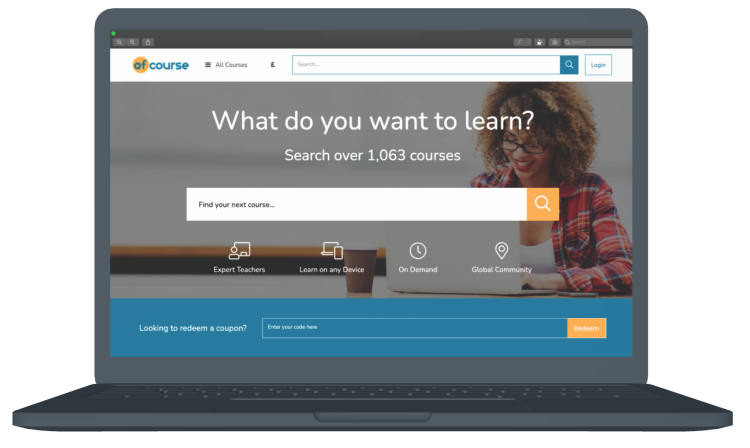 Search
of course
All Courses
£
Search...
Login
What do you want to learn?
Search over 1,063 courses
Find your next course...
Expert Teachers
Learn on any Device
On Demand
Global Community
Looking to redeem a coupon?
Enter your code here
Redeem